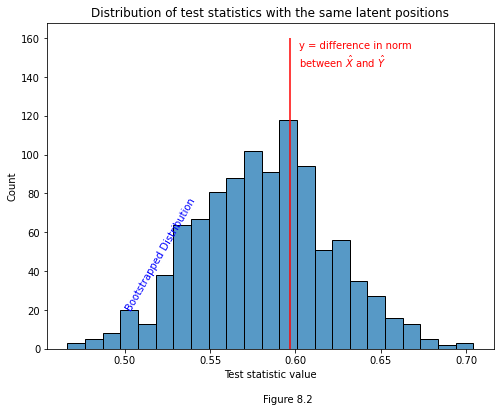 Distribution of test statistics with the same latent positions
160
140
120
100
80
60
40
20
0
Count
y = difference in norm
between X̂ and Ŷ
Bootstrapped Distribution
0.50 0.55 0.60 0.65 0.70
Test statistic value
Figure 8.2